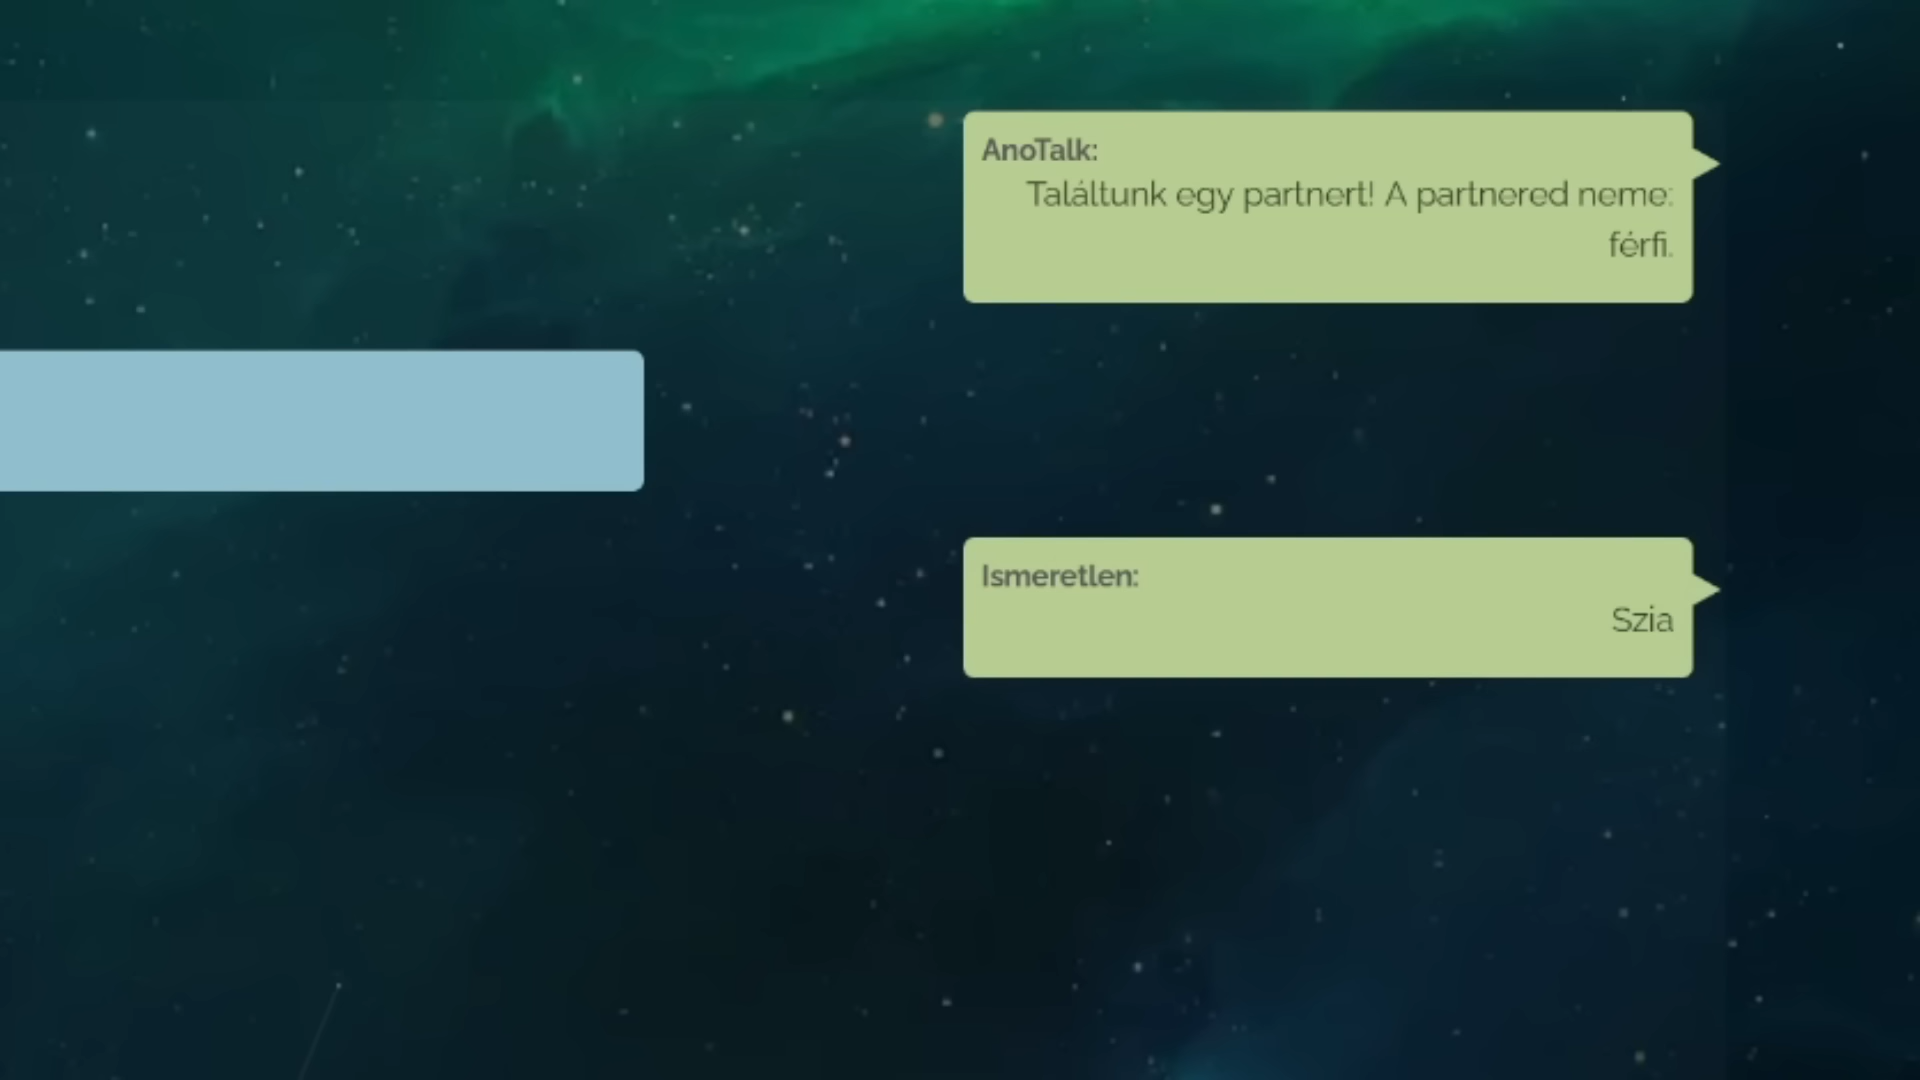 AnoTalk:
Találtunk egy partnert! A partnered neme:
férfi.
Ismeretlen:
Szia